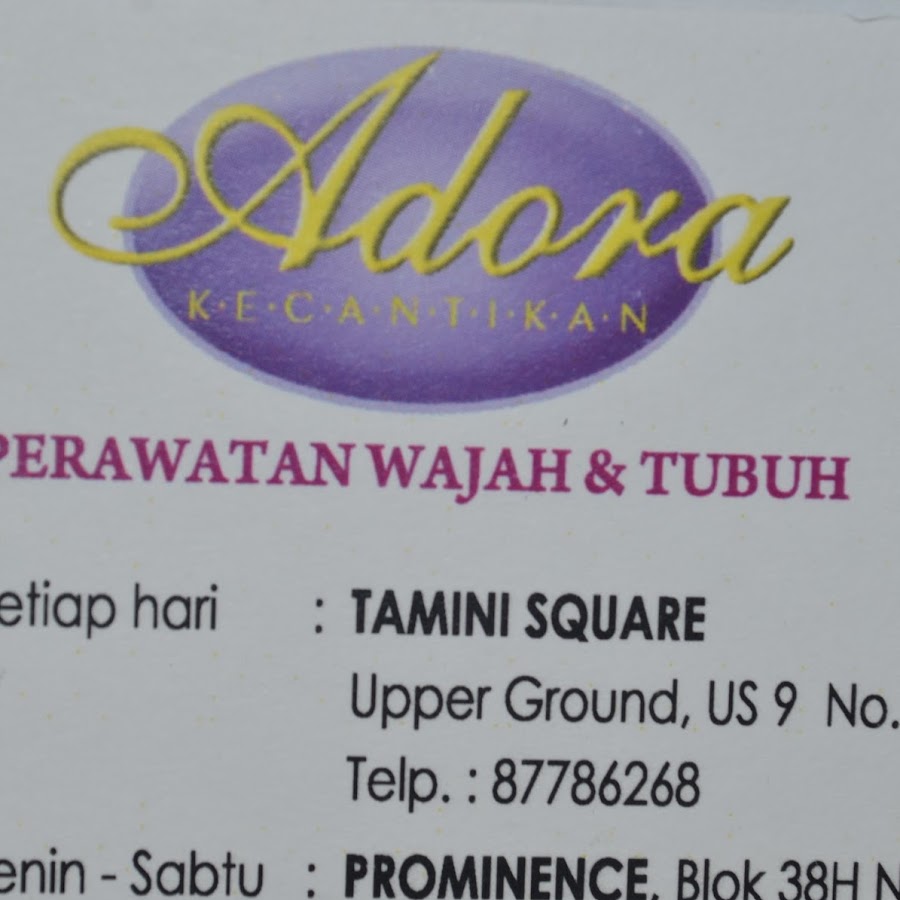 Adora
K·E·C·A·N·T·I·K·A·N
PERAWATAN WAJAH & TUBUH
etiap hari : TAMINI SQUARE
Upper Ground, US 9 No.
Telp. : 87786268
enin - Sabtu : PROMINENCE, Blok 38H N